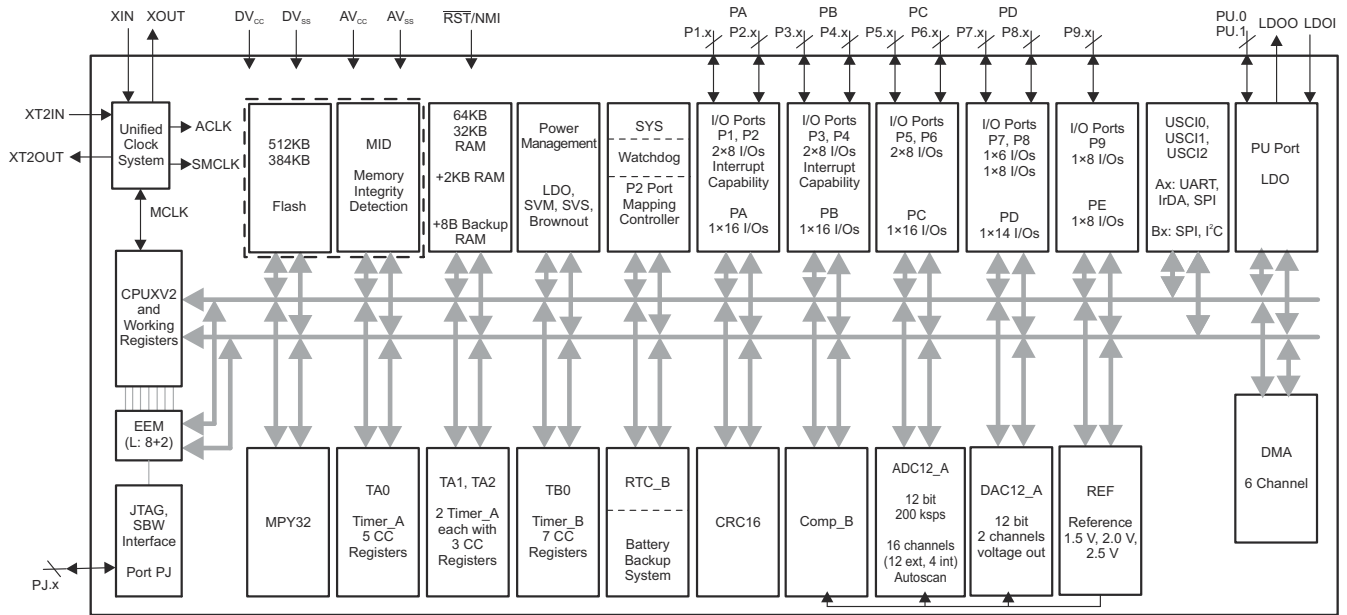 XIN XOUT DVCC DVSS AVCC AVSS RST/NMI
PA PB PC PD
P1.x P2.x P3.x P4.x P5.x P6.x P7.x P8.x P9.x
PU.0
PU.1
LDOO LDOI
XT2IN
XT2OUT
Unified
Clock
System
ACLK
SMCLK
MCLK
512KB
384KB
Flash
MID
Memory
Integrity
Detection
64KB
32KB
RAM
+2KB RAM
+8B Backup
RAM
Power
Management
LDO,
SVM, SVS,
Brownout
SYS
Watchdog
P2 Port
Mapping
Controller
I/O Ports
P1, P2
2×8 I/Os
Interrupt
Capability
PA
1×16 I/Os
I/O Ports
P3, P4
2×8 I/Os
Interrupt
Capability
PB
1×16 I/Os
I/O Ports
P5, P6
2×8 I/Os
PC
1×16 I/Os
I/O Ports
P7, P8
1×6 I/Os
1×8 I/Os
PD
1×14 I/Os
I/O Ports
P9
1×8 I/Os
PE
1×8 I/Os
USCI0,
USCI1,
USCI2
Ax: UART,
IrDA, SPI
Bx: SPI, I²C
PU Port
LDO
CPUXV2
and
Working
Registers
EEM
(L: 8+2)
JTAG,
SBW
Interface
Port PJ
PJ.x
MPY32
TA0
Timer_A
5 CC
Registers
TA1, TA2
2 Timer_A
each with
3 CC
Registers
TB0
Timer_B
7 CC
Registers
RTC_B
Battery
Backup
System
CRC16
Comp_B
ADC12_A
12 bit
200 ksps
16 channels
(12 ext, 4 int)
Autoscan
DAC12_A
12 bit
2 channels
voltage out
REF
Reference
1.5 V, 2.0 V,
2.5 V
DMA
6 Channel